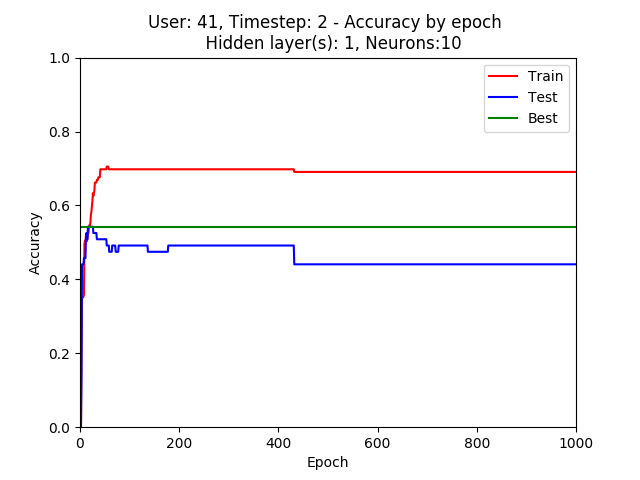 User: 41, Timestep: 2 - Accuracy by epoch
Hidden layer(s): 1, Neurons:10
Train
Test
Best
1.0
0.8
0.6
0.4
0.2
0.0
Accuracy
0
200
400
600
800
1000
Epoch